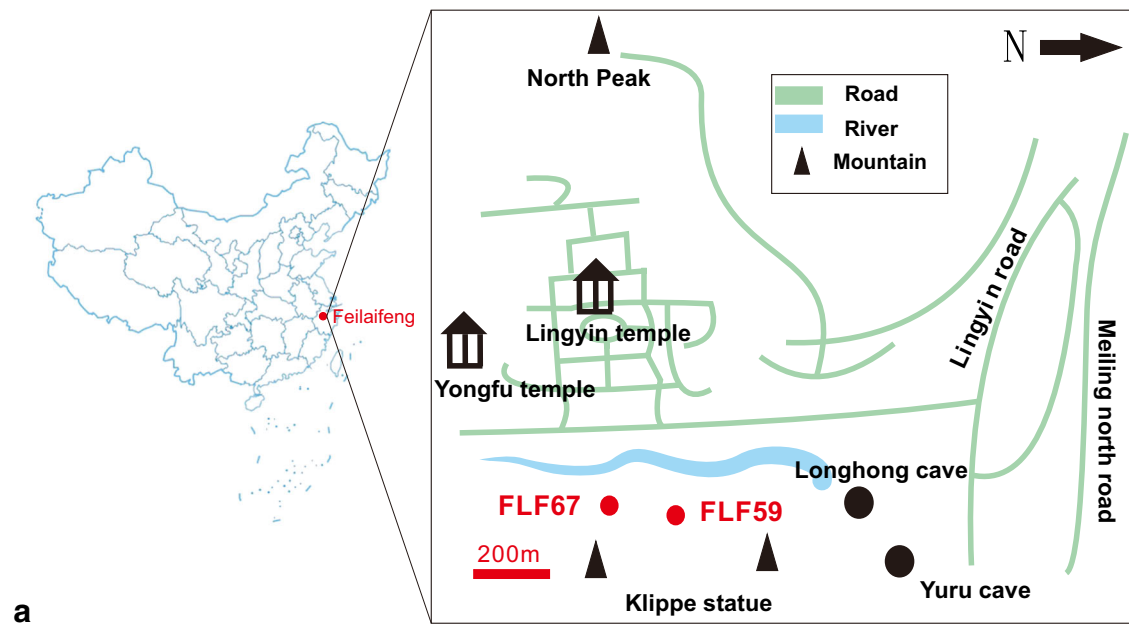 N
North Peak
Road
River
Mountain
Feilaifeng
Lingyin temple
Yongfu temple
Lingyin road
Meiling north road
Longhong cave
FLF67
FLF59
200m
Klippe statue
Yuru cave
a